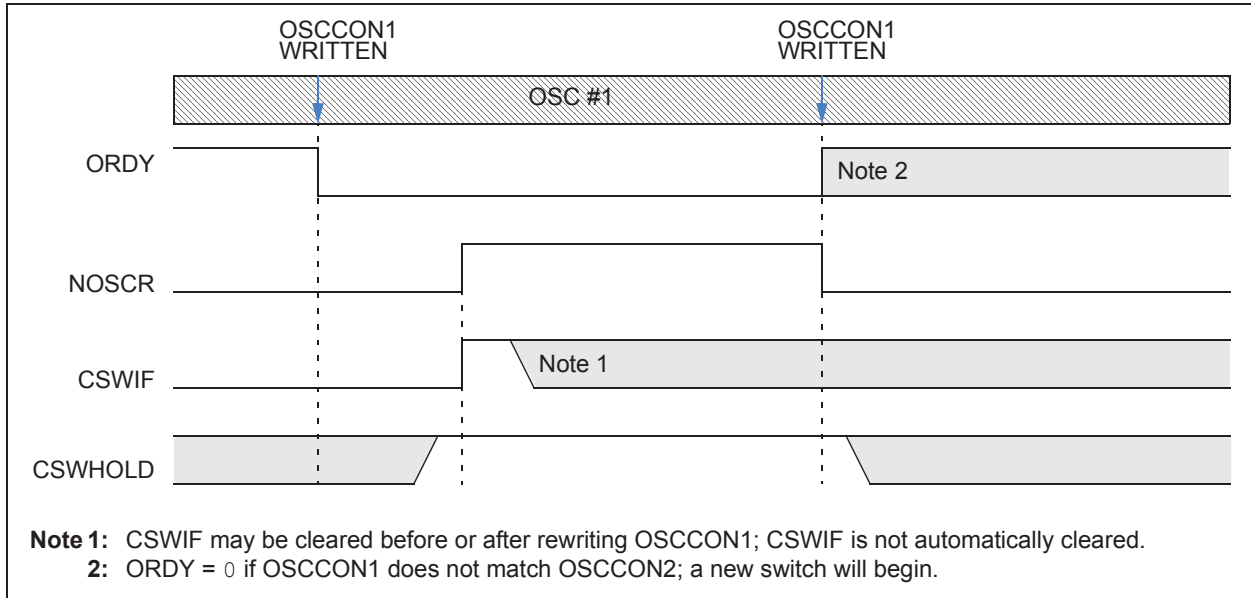 OSCCON1 OSCCON1
WRITTEN WRITTEN
OSC #1
ORDY
Note 2
NOSCR
CSWIF
Note 1
CSWHOLD
Note 1: CSWIF may be cleared before or after rewriting OSCCON1; CSWIF is not automatically cleared.
2: ORDY = 0 if OSCCON1 does not match OSCCON2; a new switch will begin.